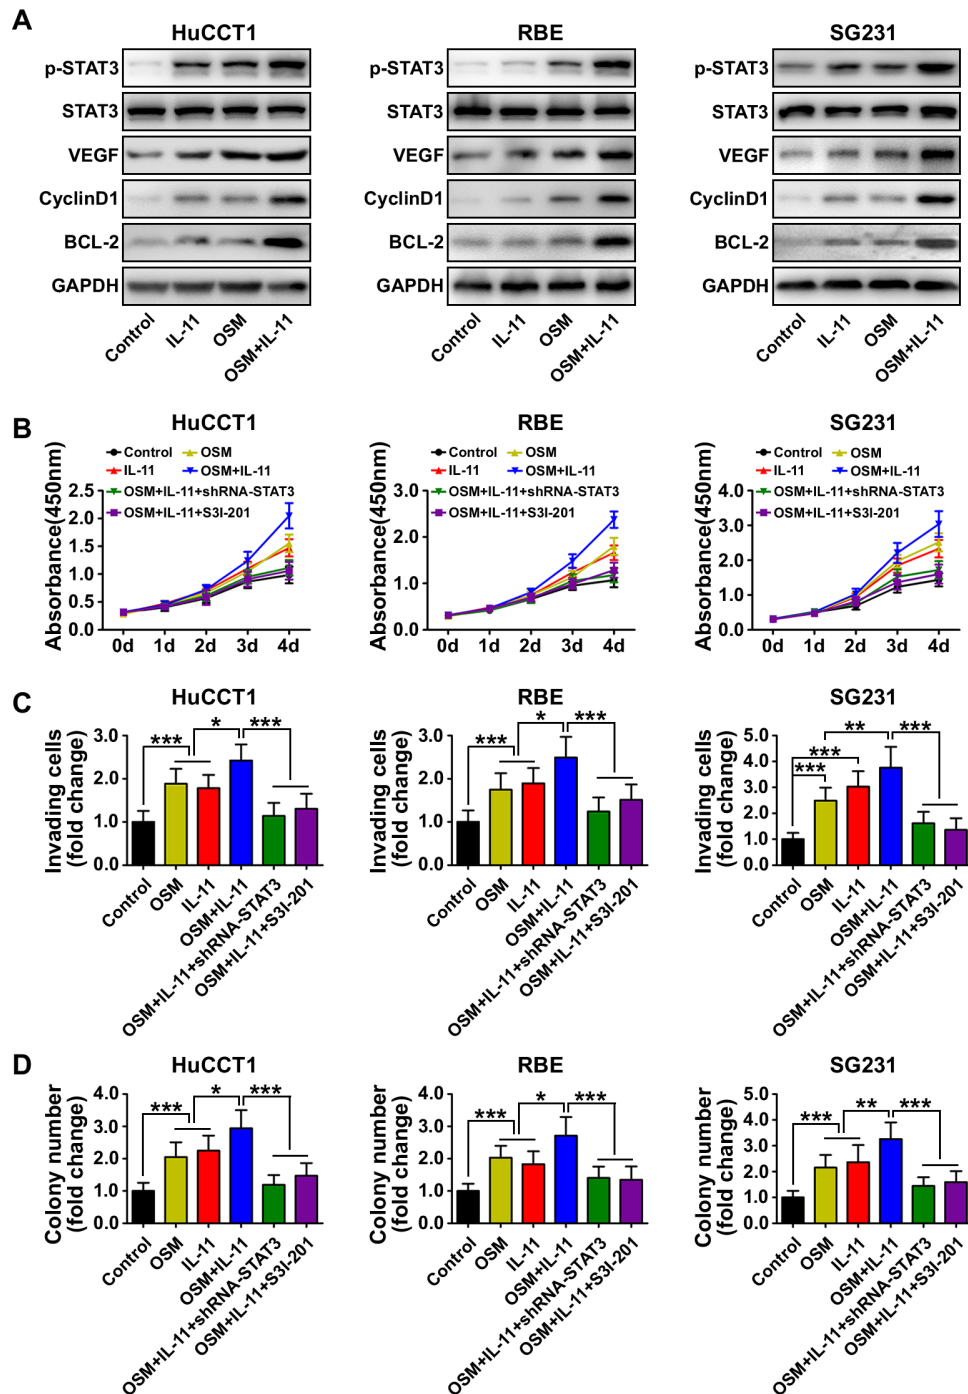 A
HuCCT1
p-STAT3
STAT3
VEGF
CyclinD1
BCL-2
GAPDH
Control
IL-11
OSM
OSM+IL-11
RBE
p-STAT3
STAT3
VEGF
CyclinD1
BCL-2
GAPDH
Control
IL-11
OSM
OSM+IL-11
SG231
p-STAT3
STAT3
VEGF
CyclinD1
BCL-2
GAPDH
Control
IL-11
OSM
OSM+IL-11
B
HuCCT1
Absorbance(450nm)
Control
OSM
IL-11
OSM+IL-11
OSM+IL-11+shRNA-STAT3
OSM+IL-11+S3I-201
2.5
2.0
1.5
1.0
0.5
0.0
0d 1d 2d 3d 4d
RBE
Absorbance(450nm)
Control
OSM
IL-11
OSM+IL-11
OSM+IL-11+shRNA-STAT3
OSM+IL-11+S3I-201
3.0
2.0
1.0
0.0
0d 1d 2d 3d 4d
SG231
Absorbance(450nm)
Control
OSM
IL-11
OSM+IL-11
OSM+IL-11+shRNA-STAT3
OSM+IL-11+S3I-201
4.0
3.0
2.0
1.0
0.0
0d 1d 2d 3d 4d
C
HuCCT1
Invading cells
(fold change)
3.0
2.0
1.0
0.0
*** * ***
Control
OSM
IL-11
OSM+IL-11
OSM+IL-11+shRNA-STAT3
OSM+IL-11+S3I-201
RBE
Invading cells
(fold change)
3.0
2.0
1.0
0.0
*** * ***
Control
OSM
IL-11
OSM+IL-11
OSM+IL-11+shRNA-STAT3
OSM+IL-11+S3I-201
SG231
Invading cells
(fold change)
5.0
4.0
3.0
2.0
1.0
0.0
** ***
***
***
Control
OSM
IL-11
OSM+IL-11
OSM+IL-11+shRNA-STAT3
OSM+IL-11+S3I-201
D
HuCCT1
Colony number
(fold change)
4.0
3.0
2.0
1.0
0.0
*** * ***
Control
OSM
IL-11
OSM+IL-11
OSM+IL-11+shRNA-STAT3
OSM+IL-11+S3I-201
RBE
Colony number
(fold change)
4.0
3.0
2.0
1.0
0.0
*** * ***
Control
OSM
IL-11
OSM+IL-11
OSM+IL-11+shRNA-STAT3
OSM+IL-11+S3I-201
SG231
Colony number
(fold change)
5.0
4.0
3.0
2.0
1.0
0.0
*** ** ***
Control
OSM
IL-11
OSM+IL-11
OSM+IL-11+shRNA-STAT3
OSM+IL-11+S3I-201